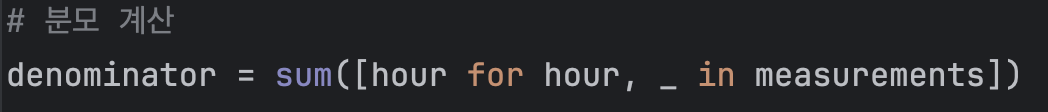 # 분모 계산
denominator = sum([hour for hour, _ in measurements])